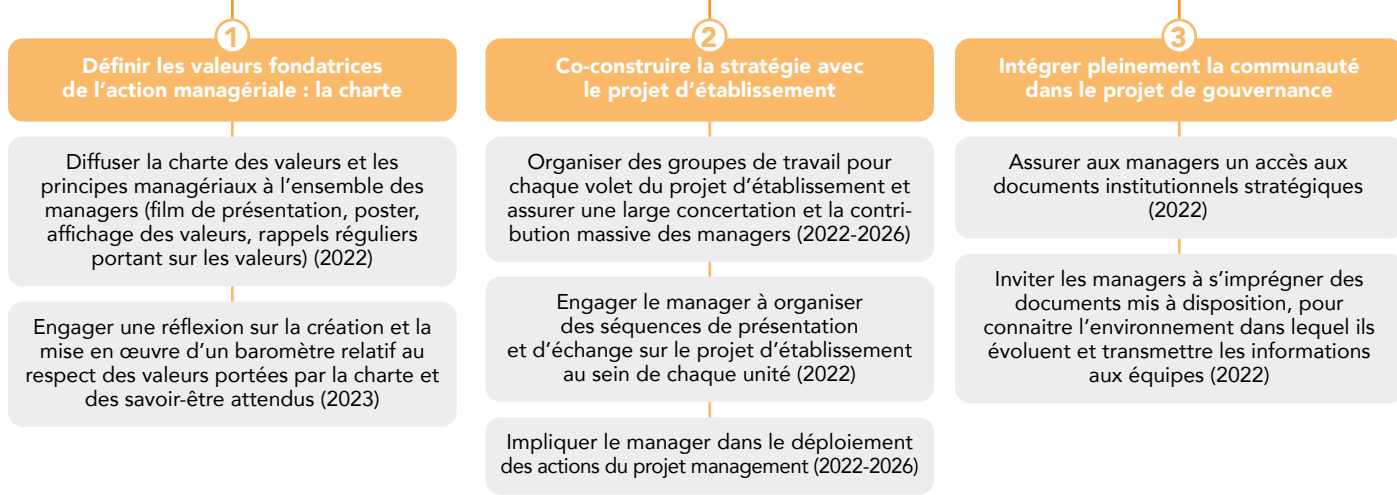 1
Définir les valeurs fondatrices
de l'action managériale : la charte
Diffuser la charte des valeurs et les
principes managériaux à l'ensemble des
managers (film de présentation, poster,
affichage des valeurs, rappels réguliers
portant sur les valeurs) (2022)
Engager une réflexion sur la création et la
mise en œuvre d'un baromètre relatif au
respect des valeurs portées par la charte et
des savoir-être attendus (2023)
2
Co-construire la stratégie avec
le projet d'établissement
Organiser des groupes de travail pour
chaque volet du projet d'établissement et
assurer une large concertation et la contri-
bution massive des managers (2022-2026)
Engager le manager à organiser
des séquences de présentation
et d'échange sur le projet d'établissement
au sein de chaque unité (2022)
Impliquer le manager dans le déploiement
des actions du projet management (2022-2026)
3
Intégrer pleinement la communauté
dans le projet de gouvernance
Assurer aux managers un accès aux
documents institutionnels stratégiques
(2022)
Inviter les managers à s'imprégner des
documents mis à disposition, pour
connaitre l'environnement dans lequel ils
évoluent et transmettre les informations
aux équipes (2022)